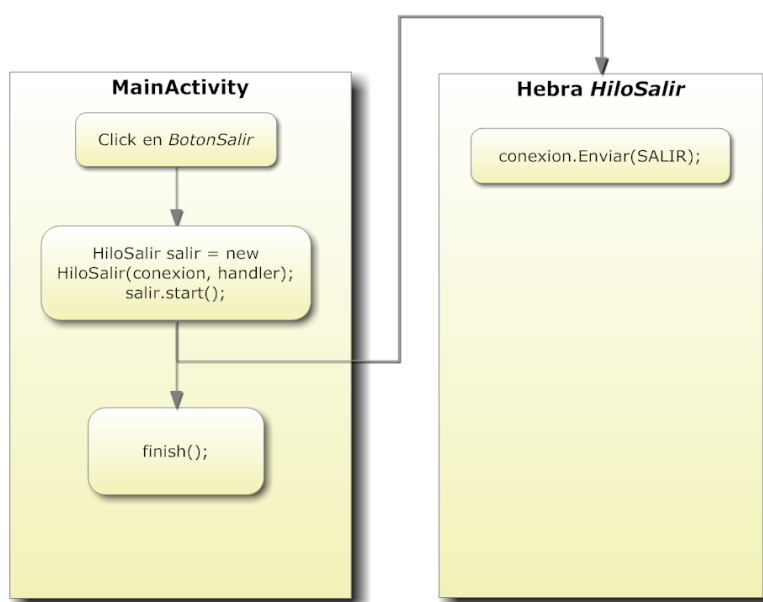 MainActivity
Click en BotonSalir
HiloSalir salir = new
HiloSalir(conexion, handler);
salir.start();
finish();
Hebra HiloSalir
conexion.Enviar(SALIR);